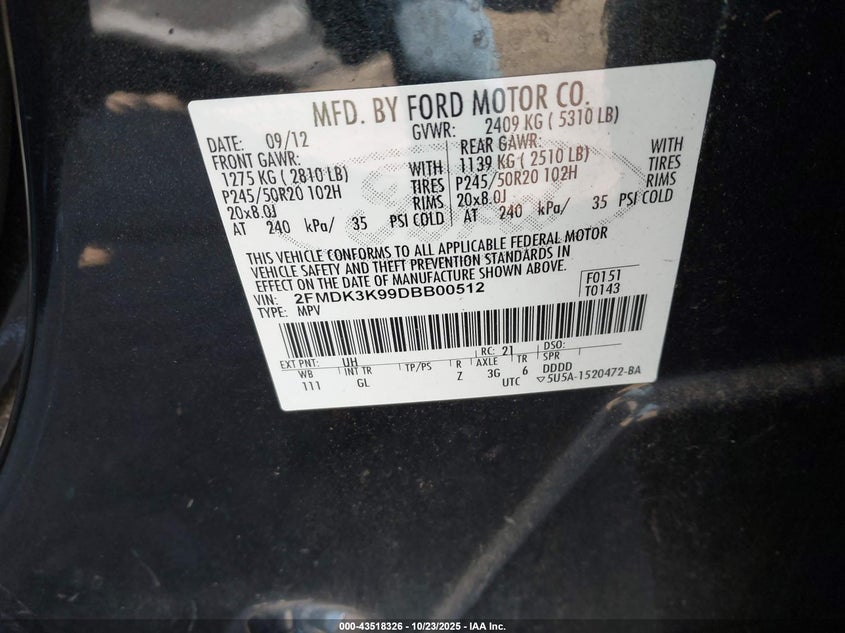 MFD. BY FORD MOTOR CO.
DATE: 09/12 GVWR: 2409 KG ( 5310 LB)
FRONT GAWR: REAR GAWR:
1275 KG ( 2810 LB) WITH 1139 KG ( 2510 LB) WITH
P245/50R20 102H TIRES P245/50R20 102H TIRES
20x8.0J RIMS 20x8.0J RIMS
AT 240 kPa/ 35 PSI COLD AT 240 kPa/ 35 PSI COLD
THIS VEHICLE CONFORMS TO ALL APPLICABLE FEDERAL MOTOR
VEHICLE SAFETY AND THEFT PREVENTION STANDARDS IN
EFFECT ON THE DATE OF MANUFACTURE SHOWN ABOVE.
VIN: 2FMDK3K99DBB00512 F0151
TYPE: MPV T0143
EXT PNT: UH RC: 21 DSO:
WB INT TR TP/PS R AXLE TR SPR
111 GL Z 3G 6 DDDD
UTC ▽5U5A-1520472-BA
000-43518326 - 10/23/2025 - IAA Inc.